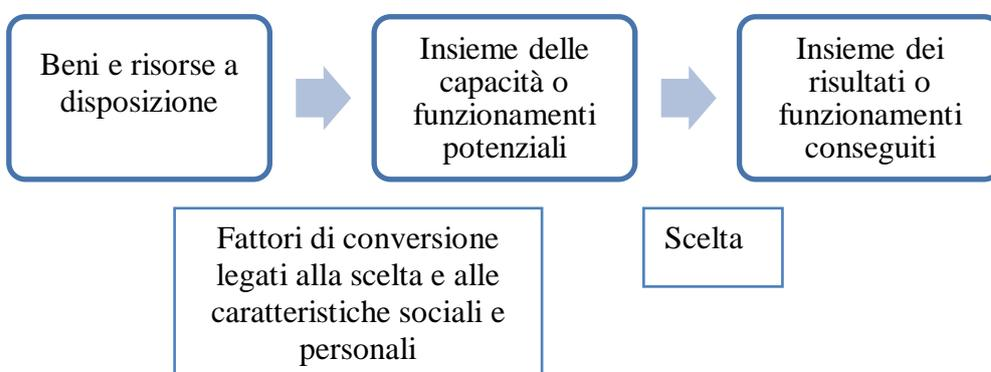 Beni e risorse a
disposizione
Insieme delle
capacità o
funzionamenti
potenziali
Insieme dei
risultati o
funzionamenti
conseguiti
Fattori di conversione
legati alla scelta e alle
caratteristiche sociali e
personali
Scelta